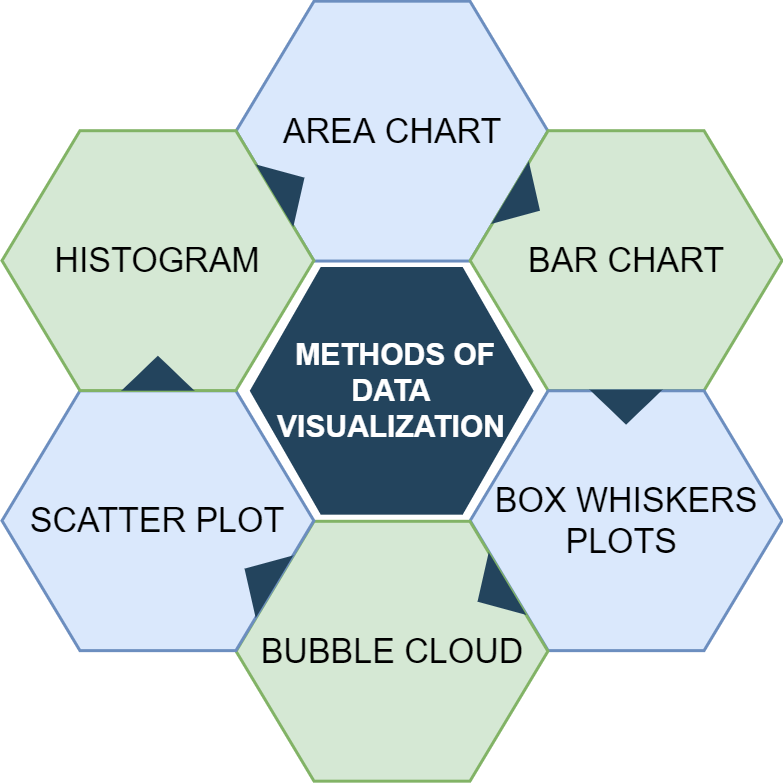 AREA CHART
HISTOGRAM
BAR CHART
METHODS OF
DATA
VISUALIZATION
SCATTER PLOT
BOX WHISKERS
PLOTS
BUBBLE CLOUD